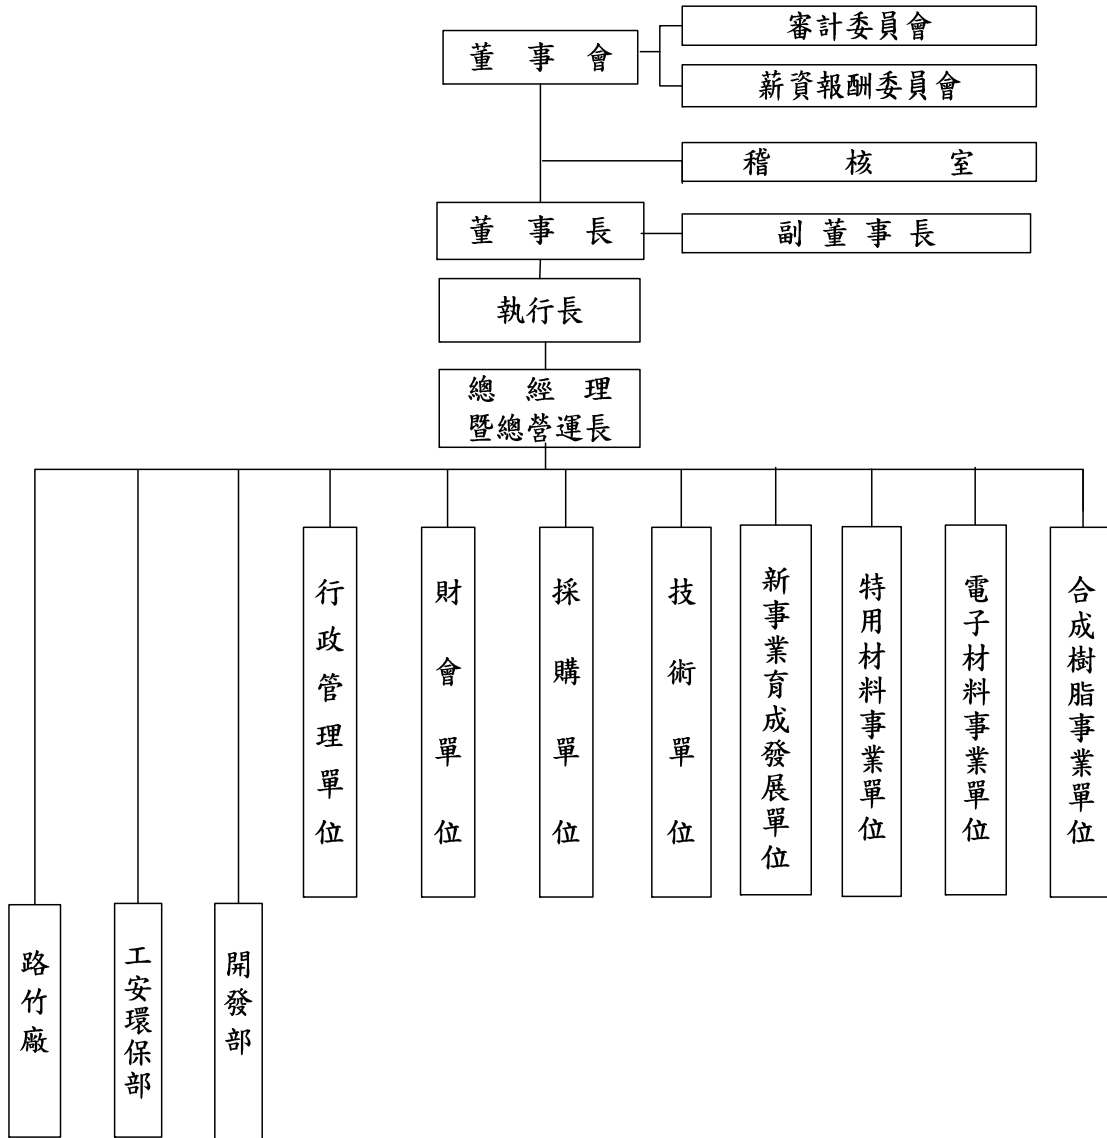 審計委員會
董事會
薪資報酬委員會
稽核室
董事長
副董事長
執行長
總經理
暨總營運長
行政管理單位
財會單位
採購單位
技術單位
新事業育成發展單位
特用材料事業單位
電子材料事業單位
合成樹脂事業單位
路竹廠
工安環保部
開發部